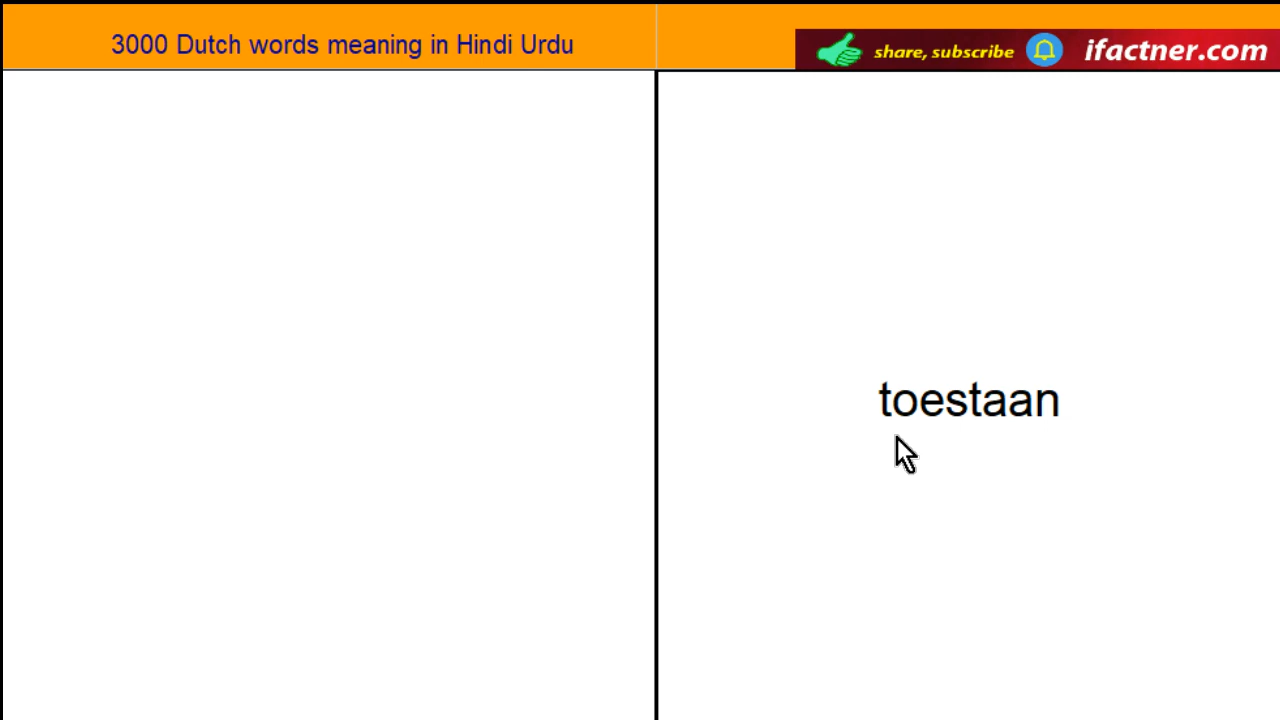 3000 Dutch words meaning in Hindi Urdu
share, subscribe
ifactner.com
toestaan